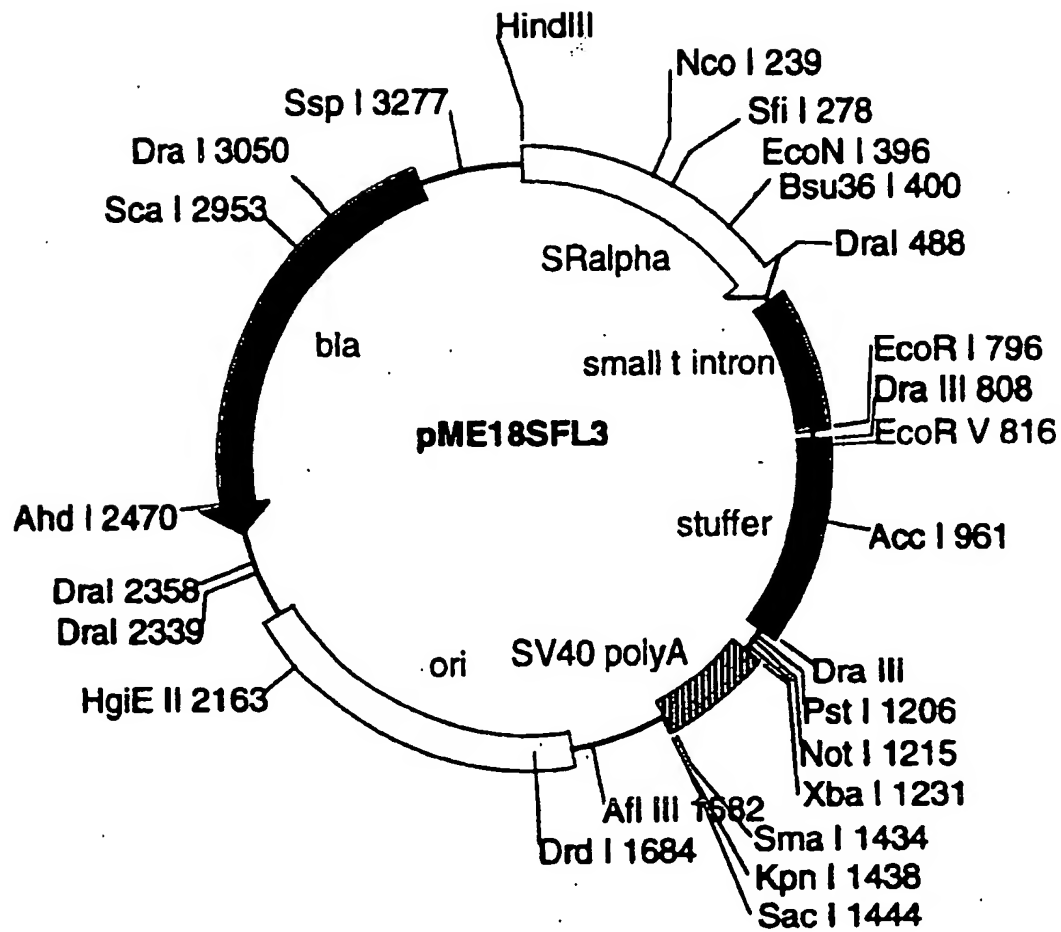 HindIII
Nco I 239
Ssp I 3277
Sfi I 278
Dra I 3050
EcoN I 396
Bsu36 I 400
Sca I 2953
DraI 488
SRalpha
bla
small t intron
EcoR I 796
Dra III 808
EcoR V 816
pME18SFL3
Ahd I 2470
stuffer
Acc I 961
DraI 2358
DraI 2339
ori
SV40 polyA
Dra III
HgiE II 2163
Pst I 1206
Not I 1215
Xba I 1231
Afl III 1582
Sma I 1434
Drd I 1684
Kpn I 1438
Sac I 1444